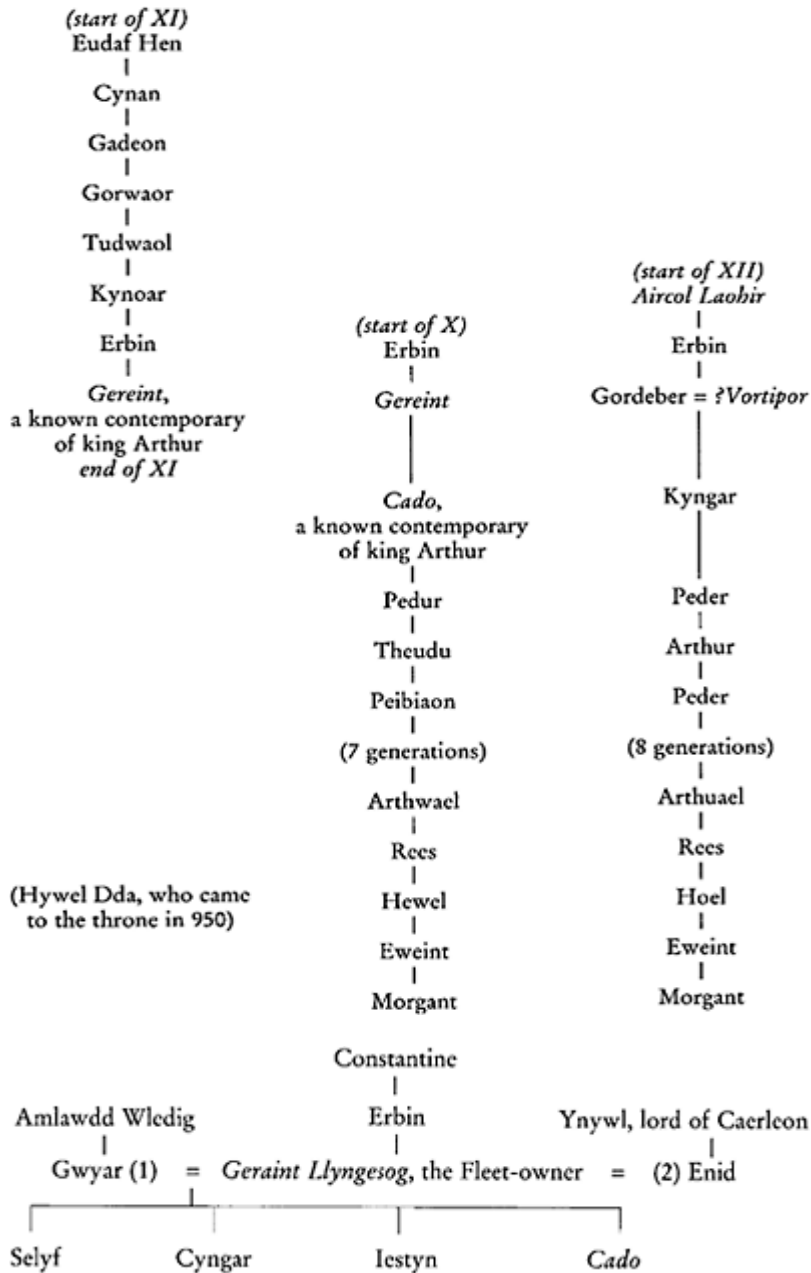 (start of XI)
Eudaf Hen
Cynan
Gadeon
Gorwaor
Tudwaol
Kynoar
Erbin
Gereint,
a known contemporary
of king Arthur
end of XI
(start of X)
Erbin
Gereint
Cado,
a known contemporary
of king Arthur
Pedur
Theudu
Peibiaon
(7 generations)
Arthwael
Rees
Hewel
Eweint
Morgant
(start of XII)
Aircol Laohir
Erbin
Gordeber = ?Vortipor
Kyngar
Peder
Arthur
Peder
(8 generations)
Arthuael
Rees
Hoel
Eweint
Morgant
(Hywel Dda, who came
to the throne in 950)
Constantine
Amlawdd Wledig Erbin Ynywl, lord of Caerleon
Gwyar (1) = Geraint Llyngesog, the Fleet-owner = (2) Enid
Selyf Cyngar Iestyn Cado